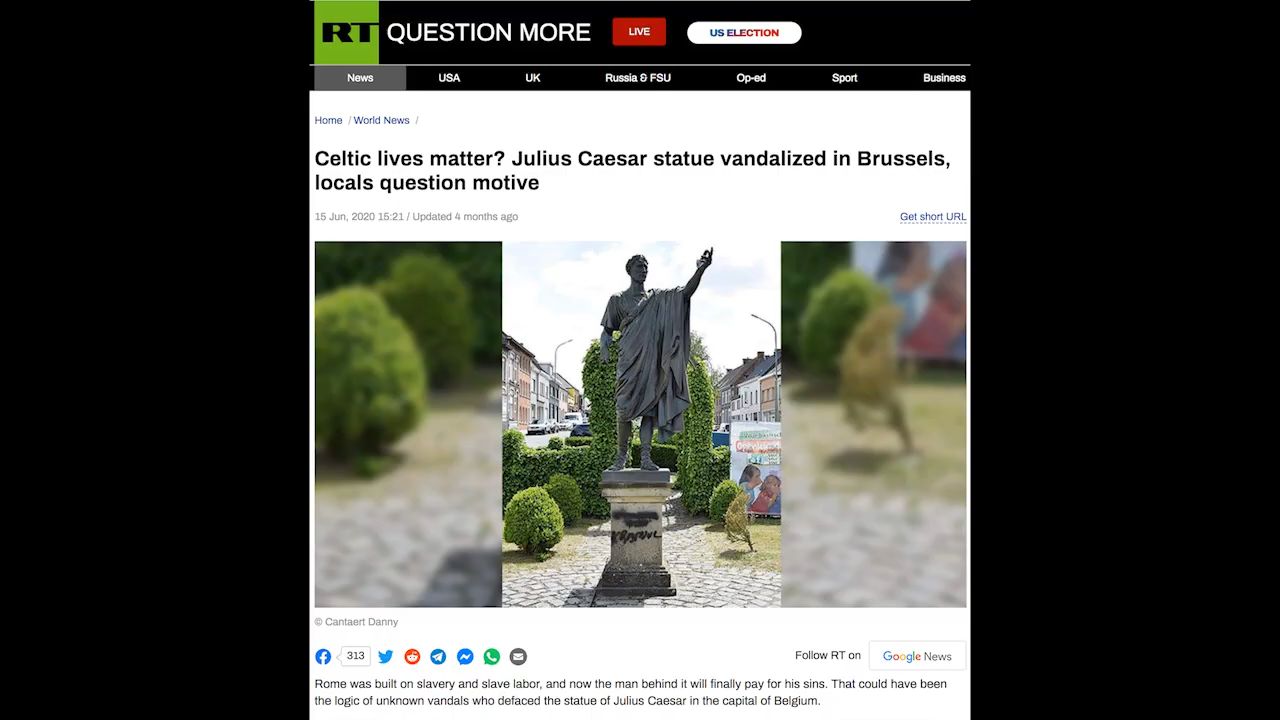 RT QUESTION MORE LIVE US ELECTION
News USA UK Russia & FSU Op-ed Sport Business
Home / World News /
Celtic lives matter? Julius Caesar statue vandalized in Brussels,
locals question motive
15 Jun, 2020 15:21 / Updated 4 months ago Get short URL
© Cantaert Danny
313 Follow RT on Google News
Rome was built on slavery and slave labor, and now the man behind it will finally pay for his sins. That could have been
the logic of unknown vandals who defaced the statue of Julius Caesar in the capital of Belgium.